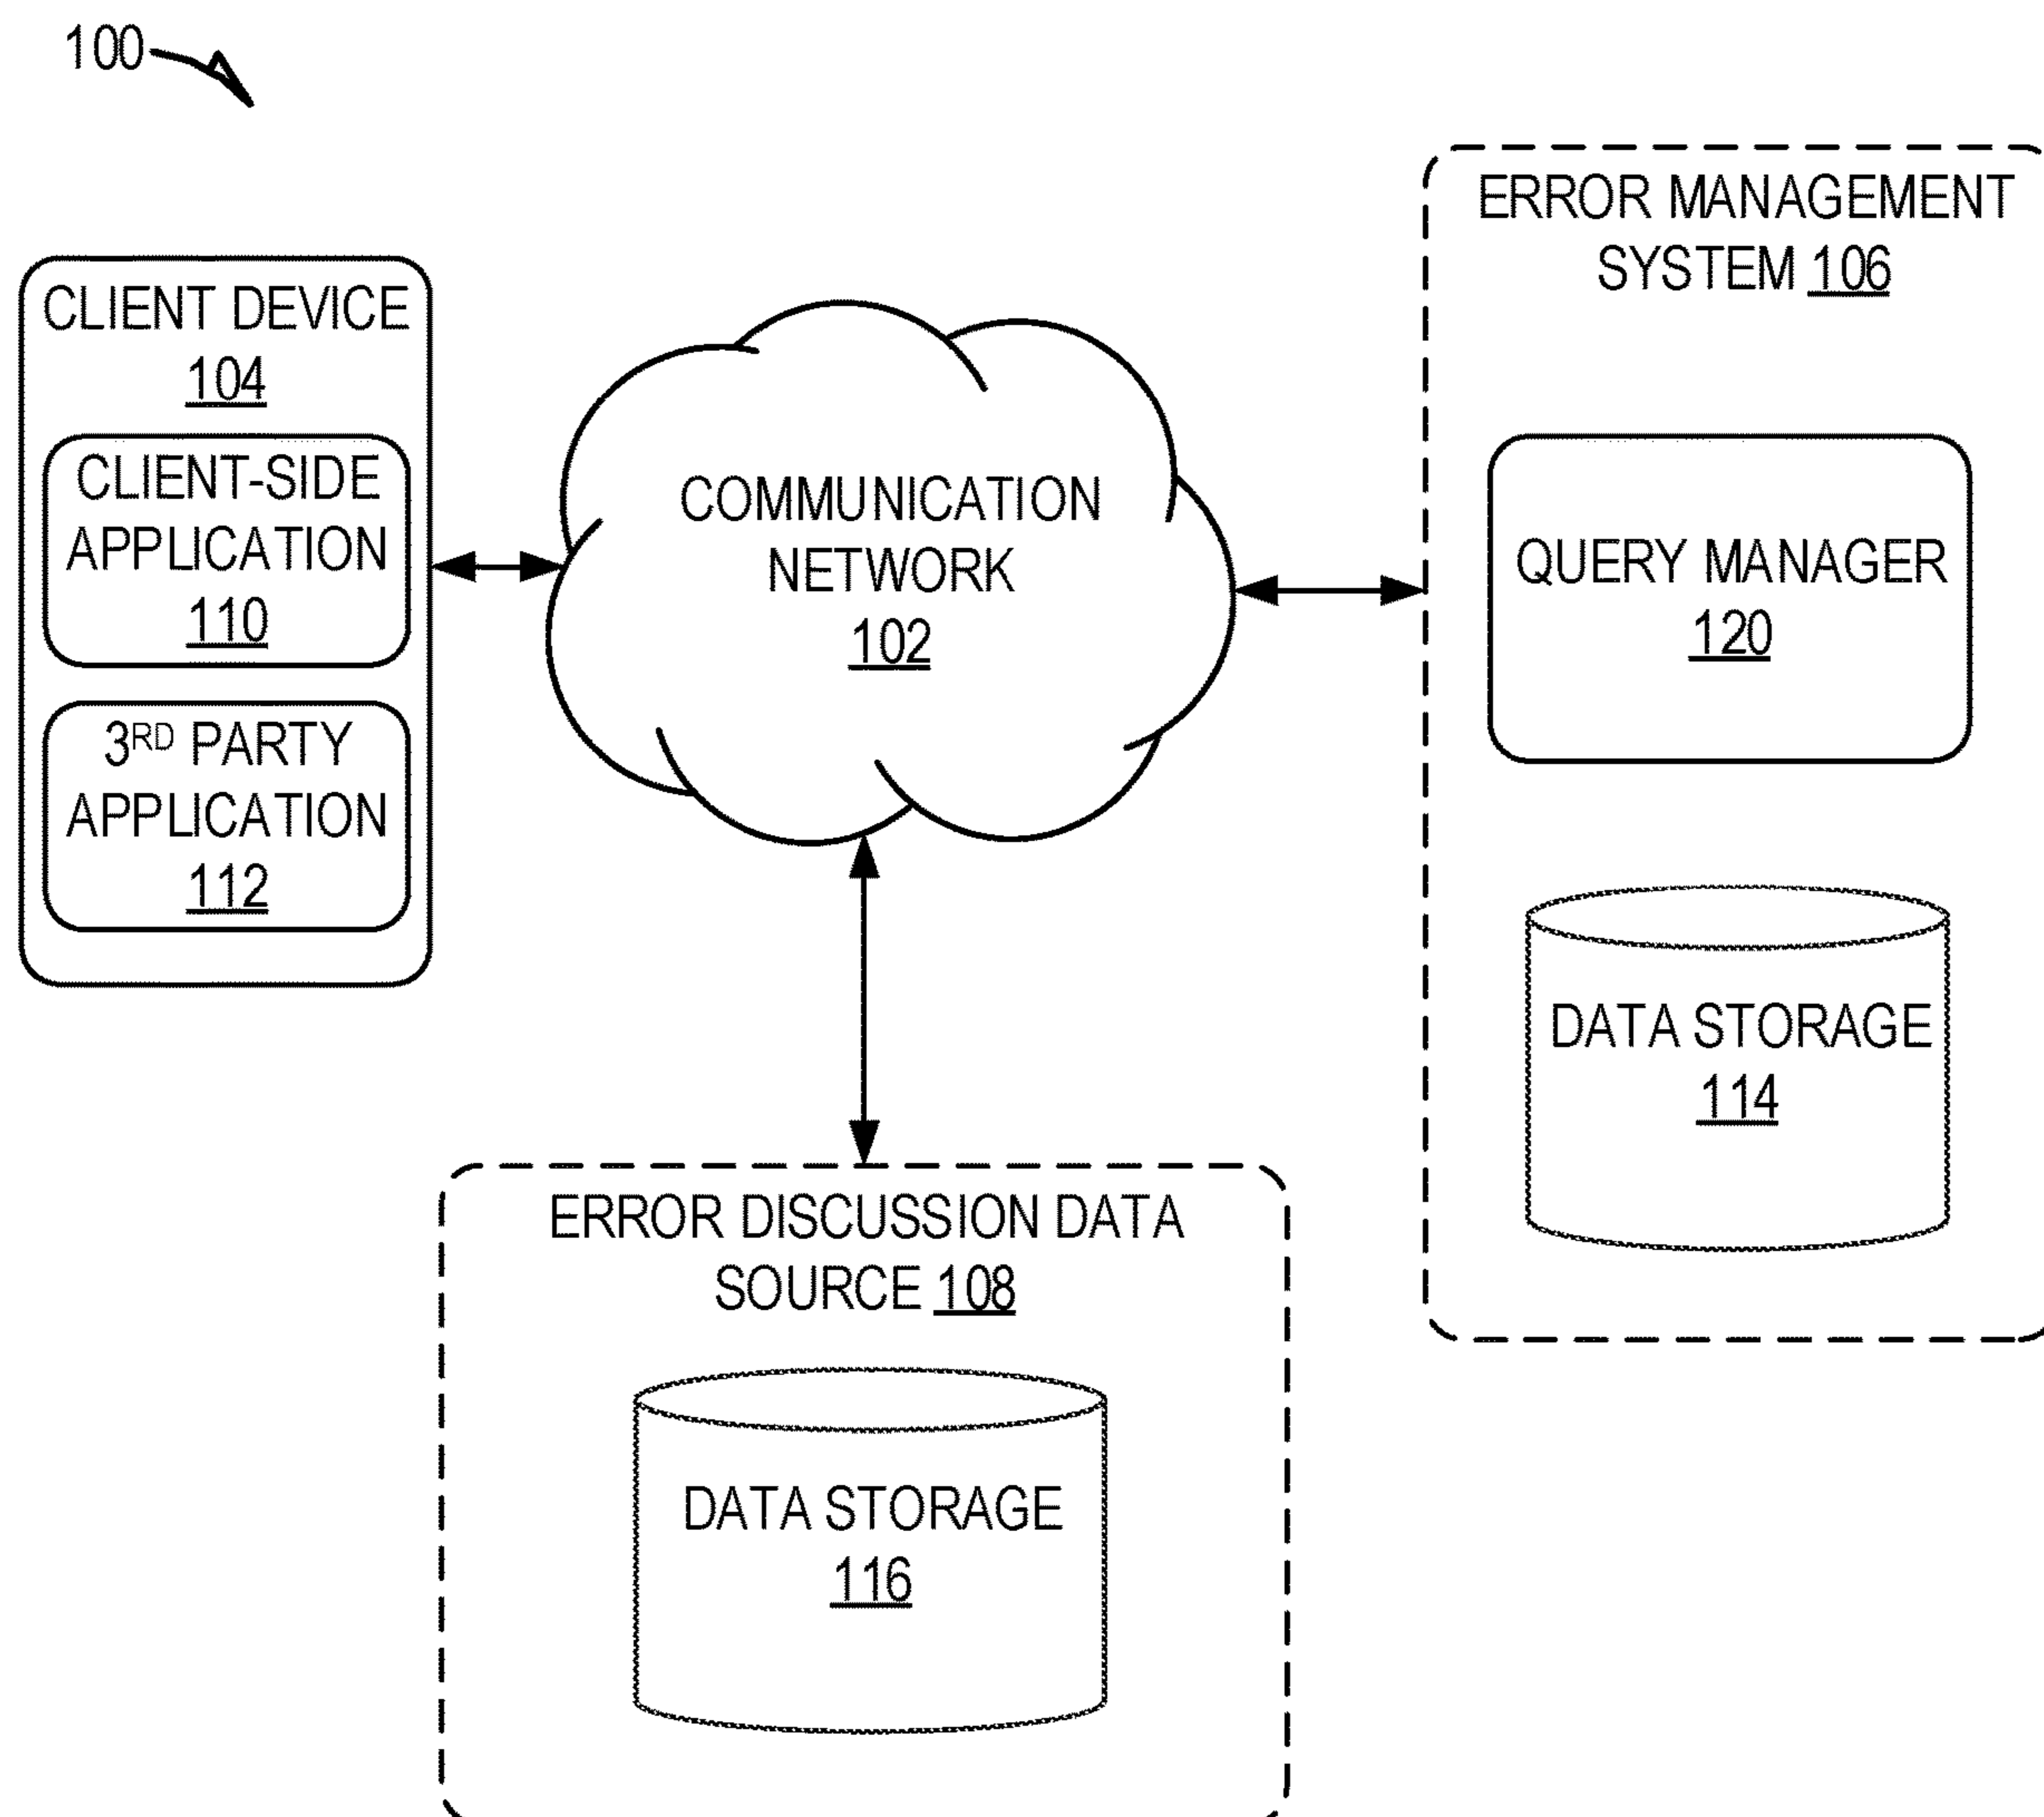 100
ERROR MANAGEMENT
SYSTEM 106
CLIENT DEVICE
104
CLIENT-SIDE
APPLICATION
110
3RD PARTY
APPLICATION
112
COMMUNICATION
NETWORK
102
QUERY MANAGER
120
DATA STORAGE
114
ERROR DISCUSSION DATA
SOURCE 108
DATA STORAGE
116